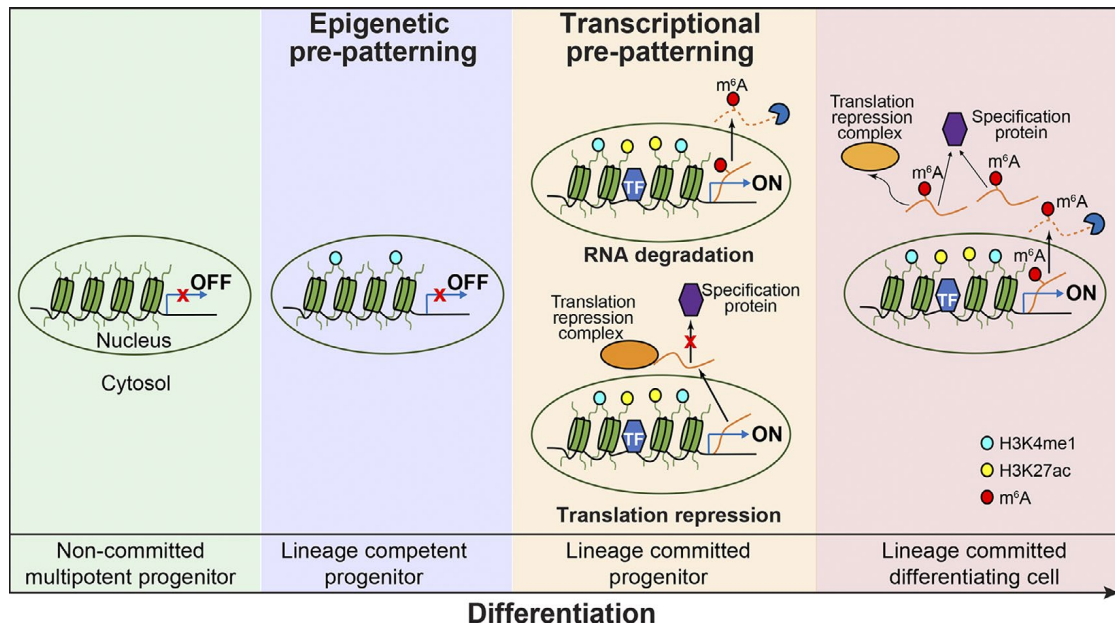 Epigenetic
pre-patterning
Transcriptional
pre-patterning
OFF
Nucleus
Cytosol
OFF
m⁶A
TF
ON
RNA degradation
Translation
repression
complex
Specification
protein
TF
ON
Translation repression
Translation
repression
complex
Specification
protein
m⁶A
m⁶A
m⁶A
m⁶A
TF
ON
H3K4me1
H3K27ac
m⁶A
Non-committed
multipotent progenitor
Lineage competent
progenitor
Lineage committed
progenitor
Lineage committed
differentiating cell
Differentiation